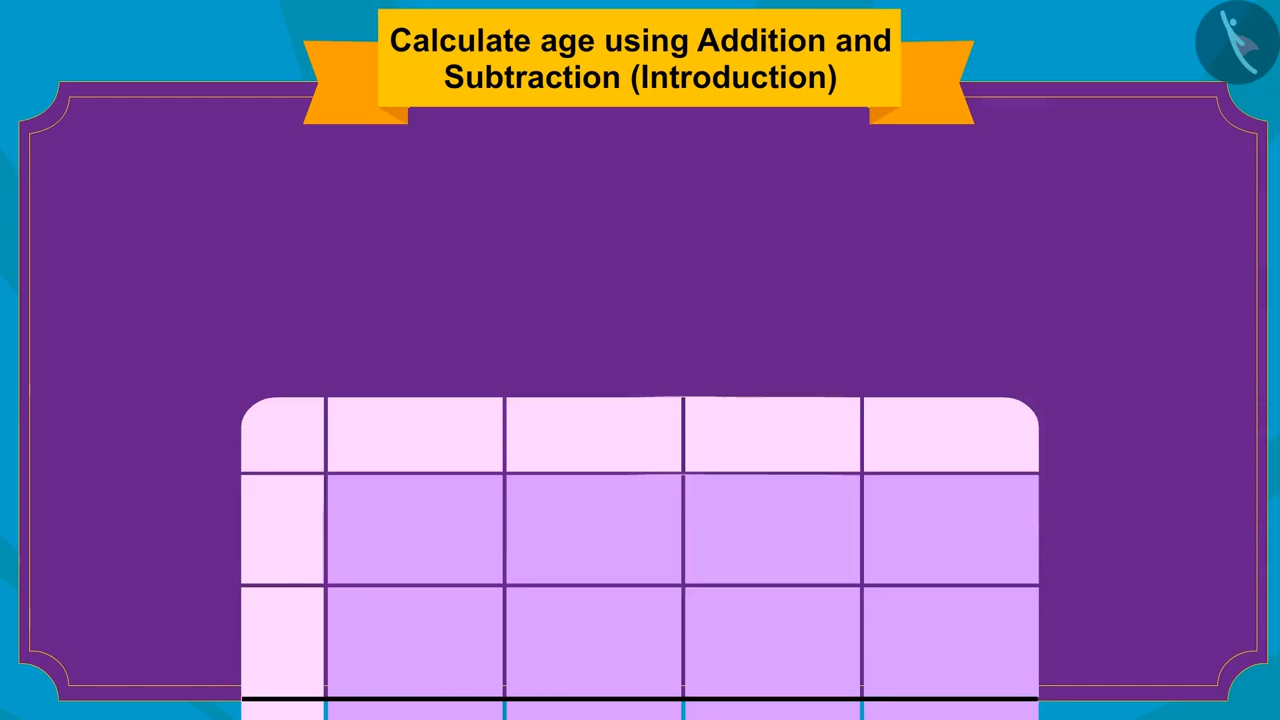 Calculate age using Addition and
Subtraction (Introduction)